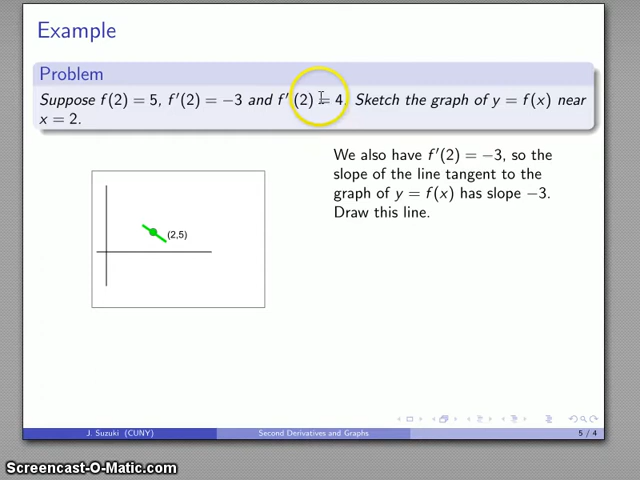 Example
Problem
Suppose f(2) = 5, f′(2) = −3 and f′ (2) = 4. Sketch the graph of y = f(x) near
x = 2.
We also have f′(2) = −3, so the
slope of the line tangent to the
graph of y = f(x) has slope −3.
Draw this line.
(2,5)
J. Suzuki (CUNY)
Second Derivatives and Graphs
5 / 4
Screencast-O-Matic.com